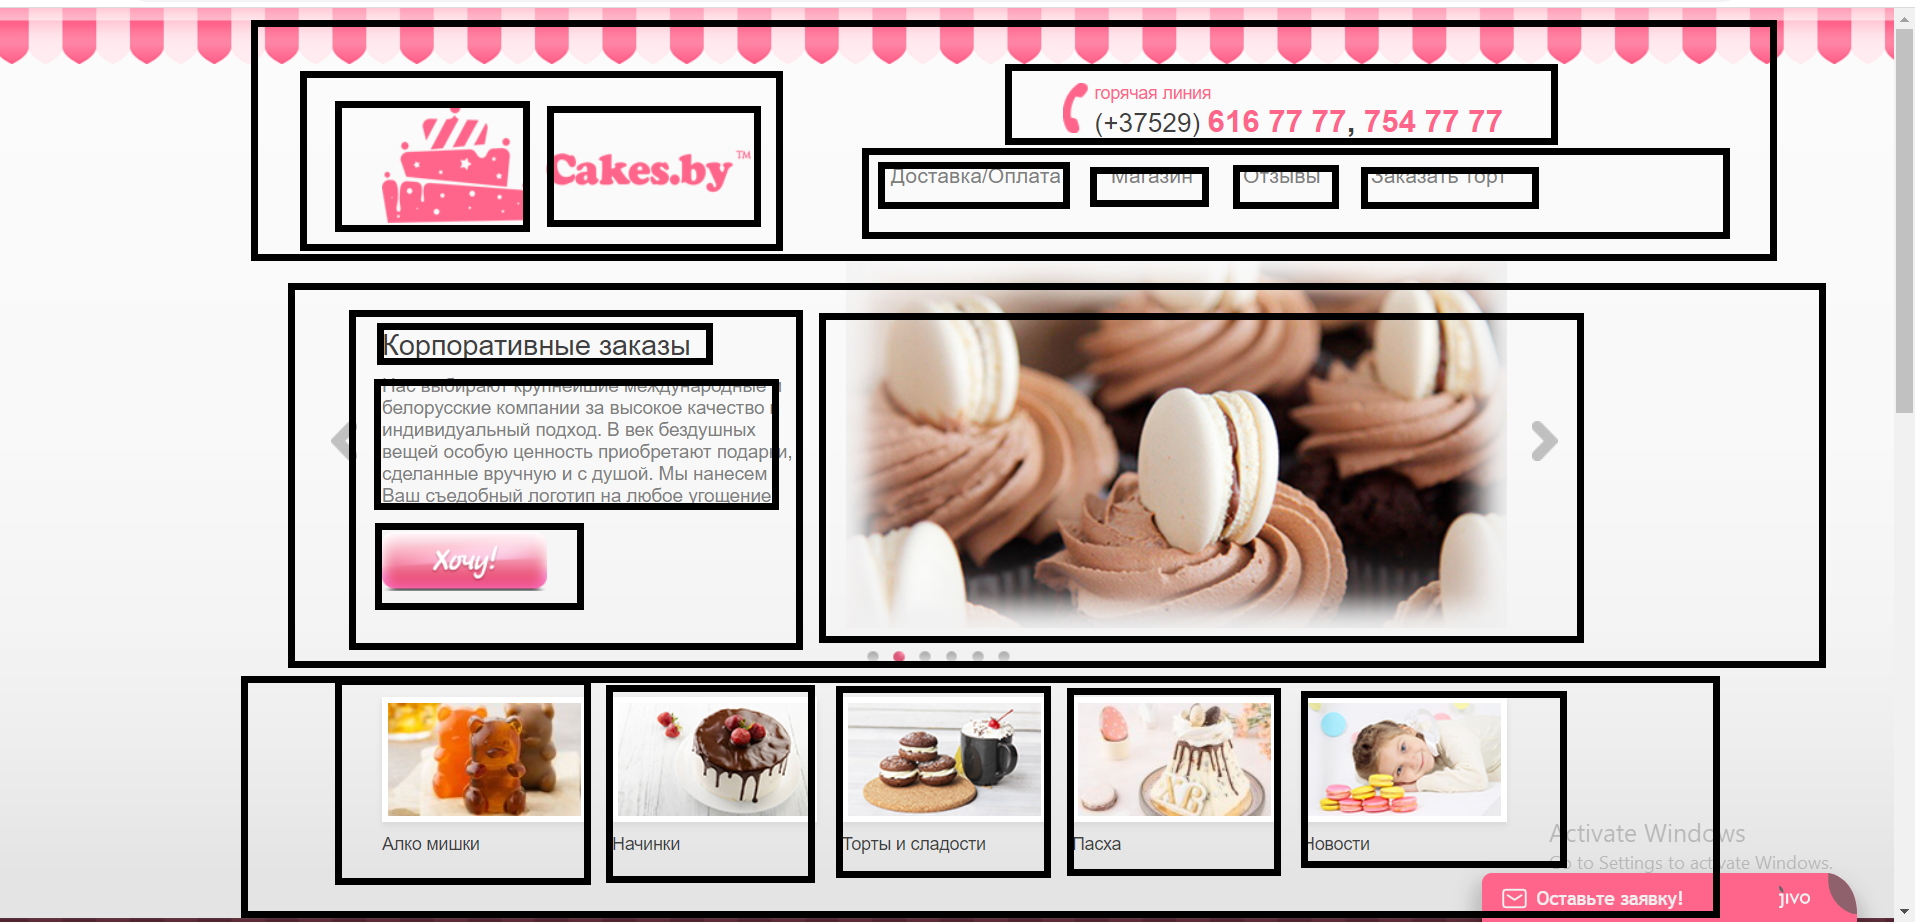 горячая линия
(+37529) 616 77 77, 754 77 77
Cakes.by™
Доставка/Оплата Магазин Отзывы Заказать торт
Корпоративные заказы
Нас выбирают крупнейшие международные и
белорусские компании за высокое качество и
индивидуальный подход. В век бездушных
вещей особую ценность приобретают подарки,
сделанные вручную и с душой. Мы нанесем
Ваш съедобный логотип на любое угощение
Хочу!
Алко мишки Начинки Торты и сладости Пасха Новости
Activate Windows
Go to Settings to activate Windows.
Оставьте заявку! jivo